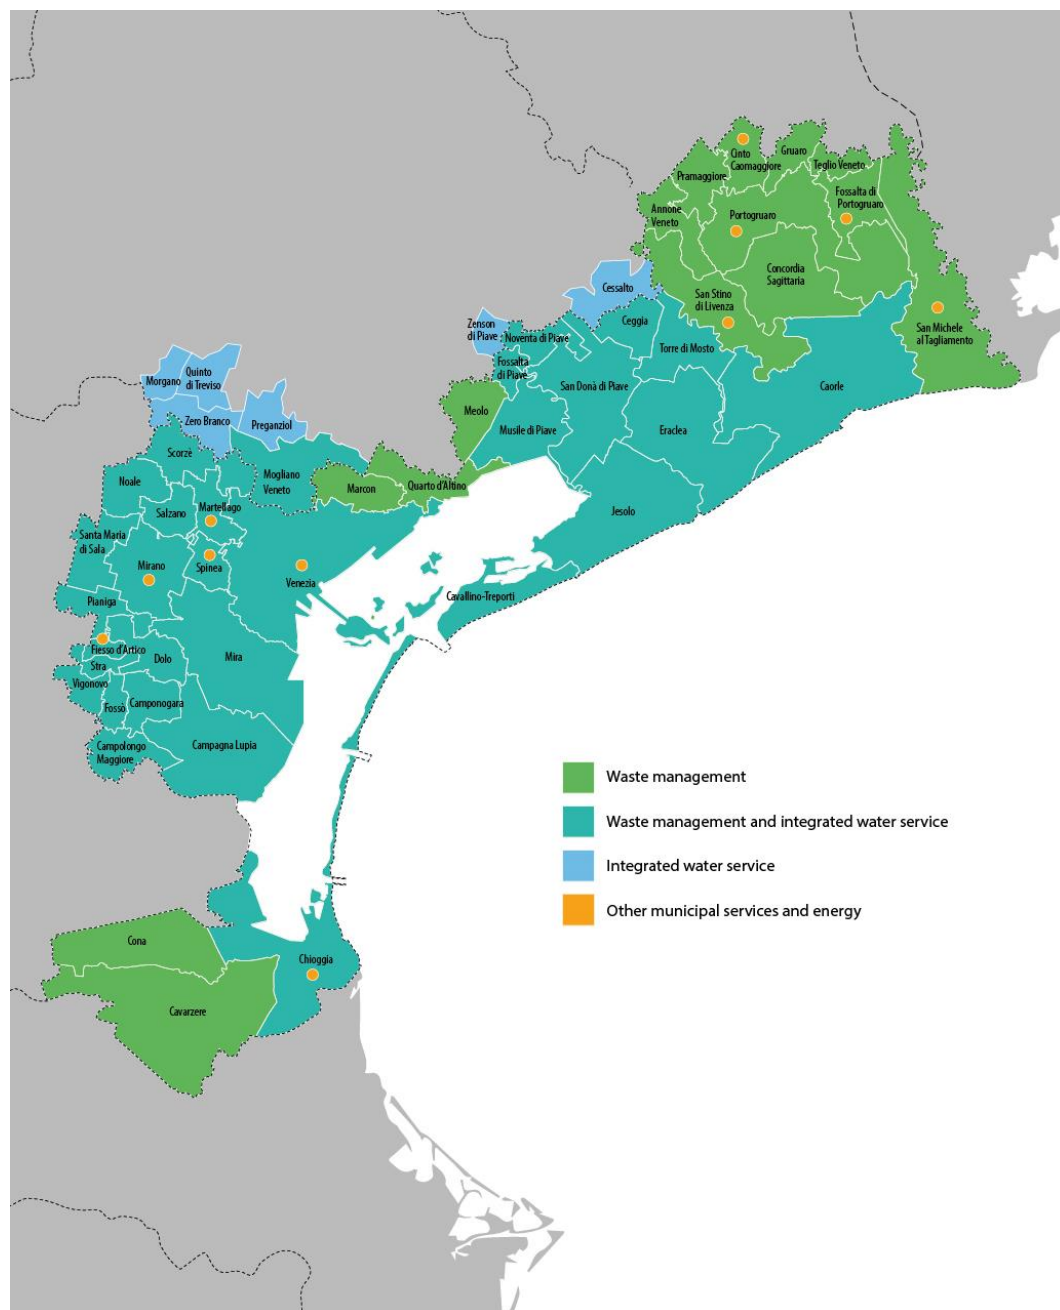 Cinto
Caomaggiore
Gruaro
Teglio Veneto
Pramaggiore
Fossalta di
Portogruaro
Annone
Veneto
Portogruaro
Concordia
Sagittaria
San Stino
di Livenza
San Michele
al Tagliamento
Cessalto
Ceggia
Zenson
di Piave
Noventa di Piave
Torre di Mosto
Fossalta
di Piave
San Donà di Piave
Caorle
Morgano
Quinto
di Treviso
Meolo
Musile di Piave
Eraclea
Zero Branco
Preganziol
Scorzè
Noale
Mogliano
Veneto
Marcon
Quarto d'Altino
Salzano
Martellago
Jesolo
Santa Maria
di Sala
Mirano
Spinea
Venezia
Cavallino-Treporti
Pianiga
Fiesso d'Artico
Dolo
Mira
Stra
Vigonovo
Fossò
Camponogara
Campolongo
Maggiore
Campagna Lupia
Waste management
Waste management and integrated water service
Integrated water service
Other municipal services and energy
Cona
Chioggia
Cavarzere